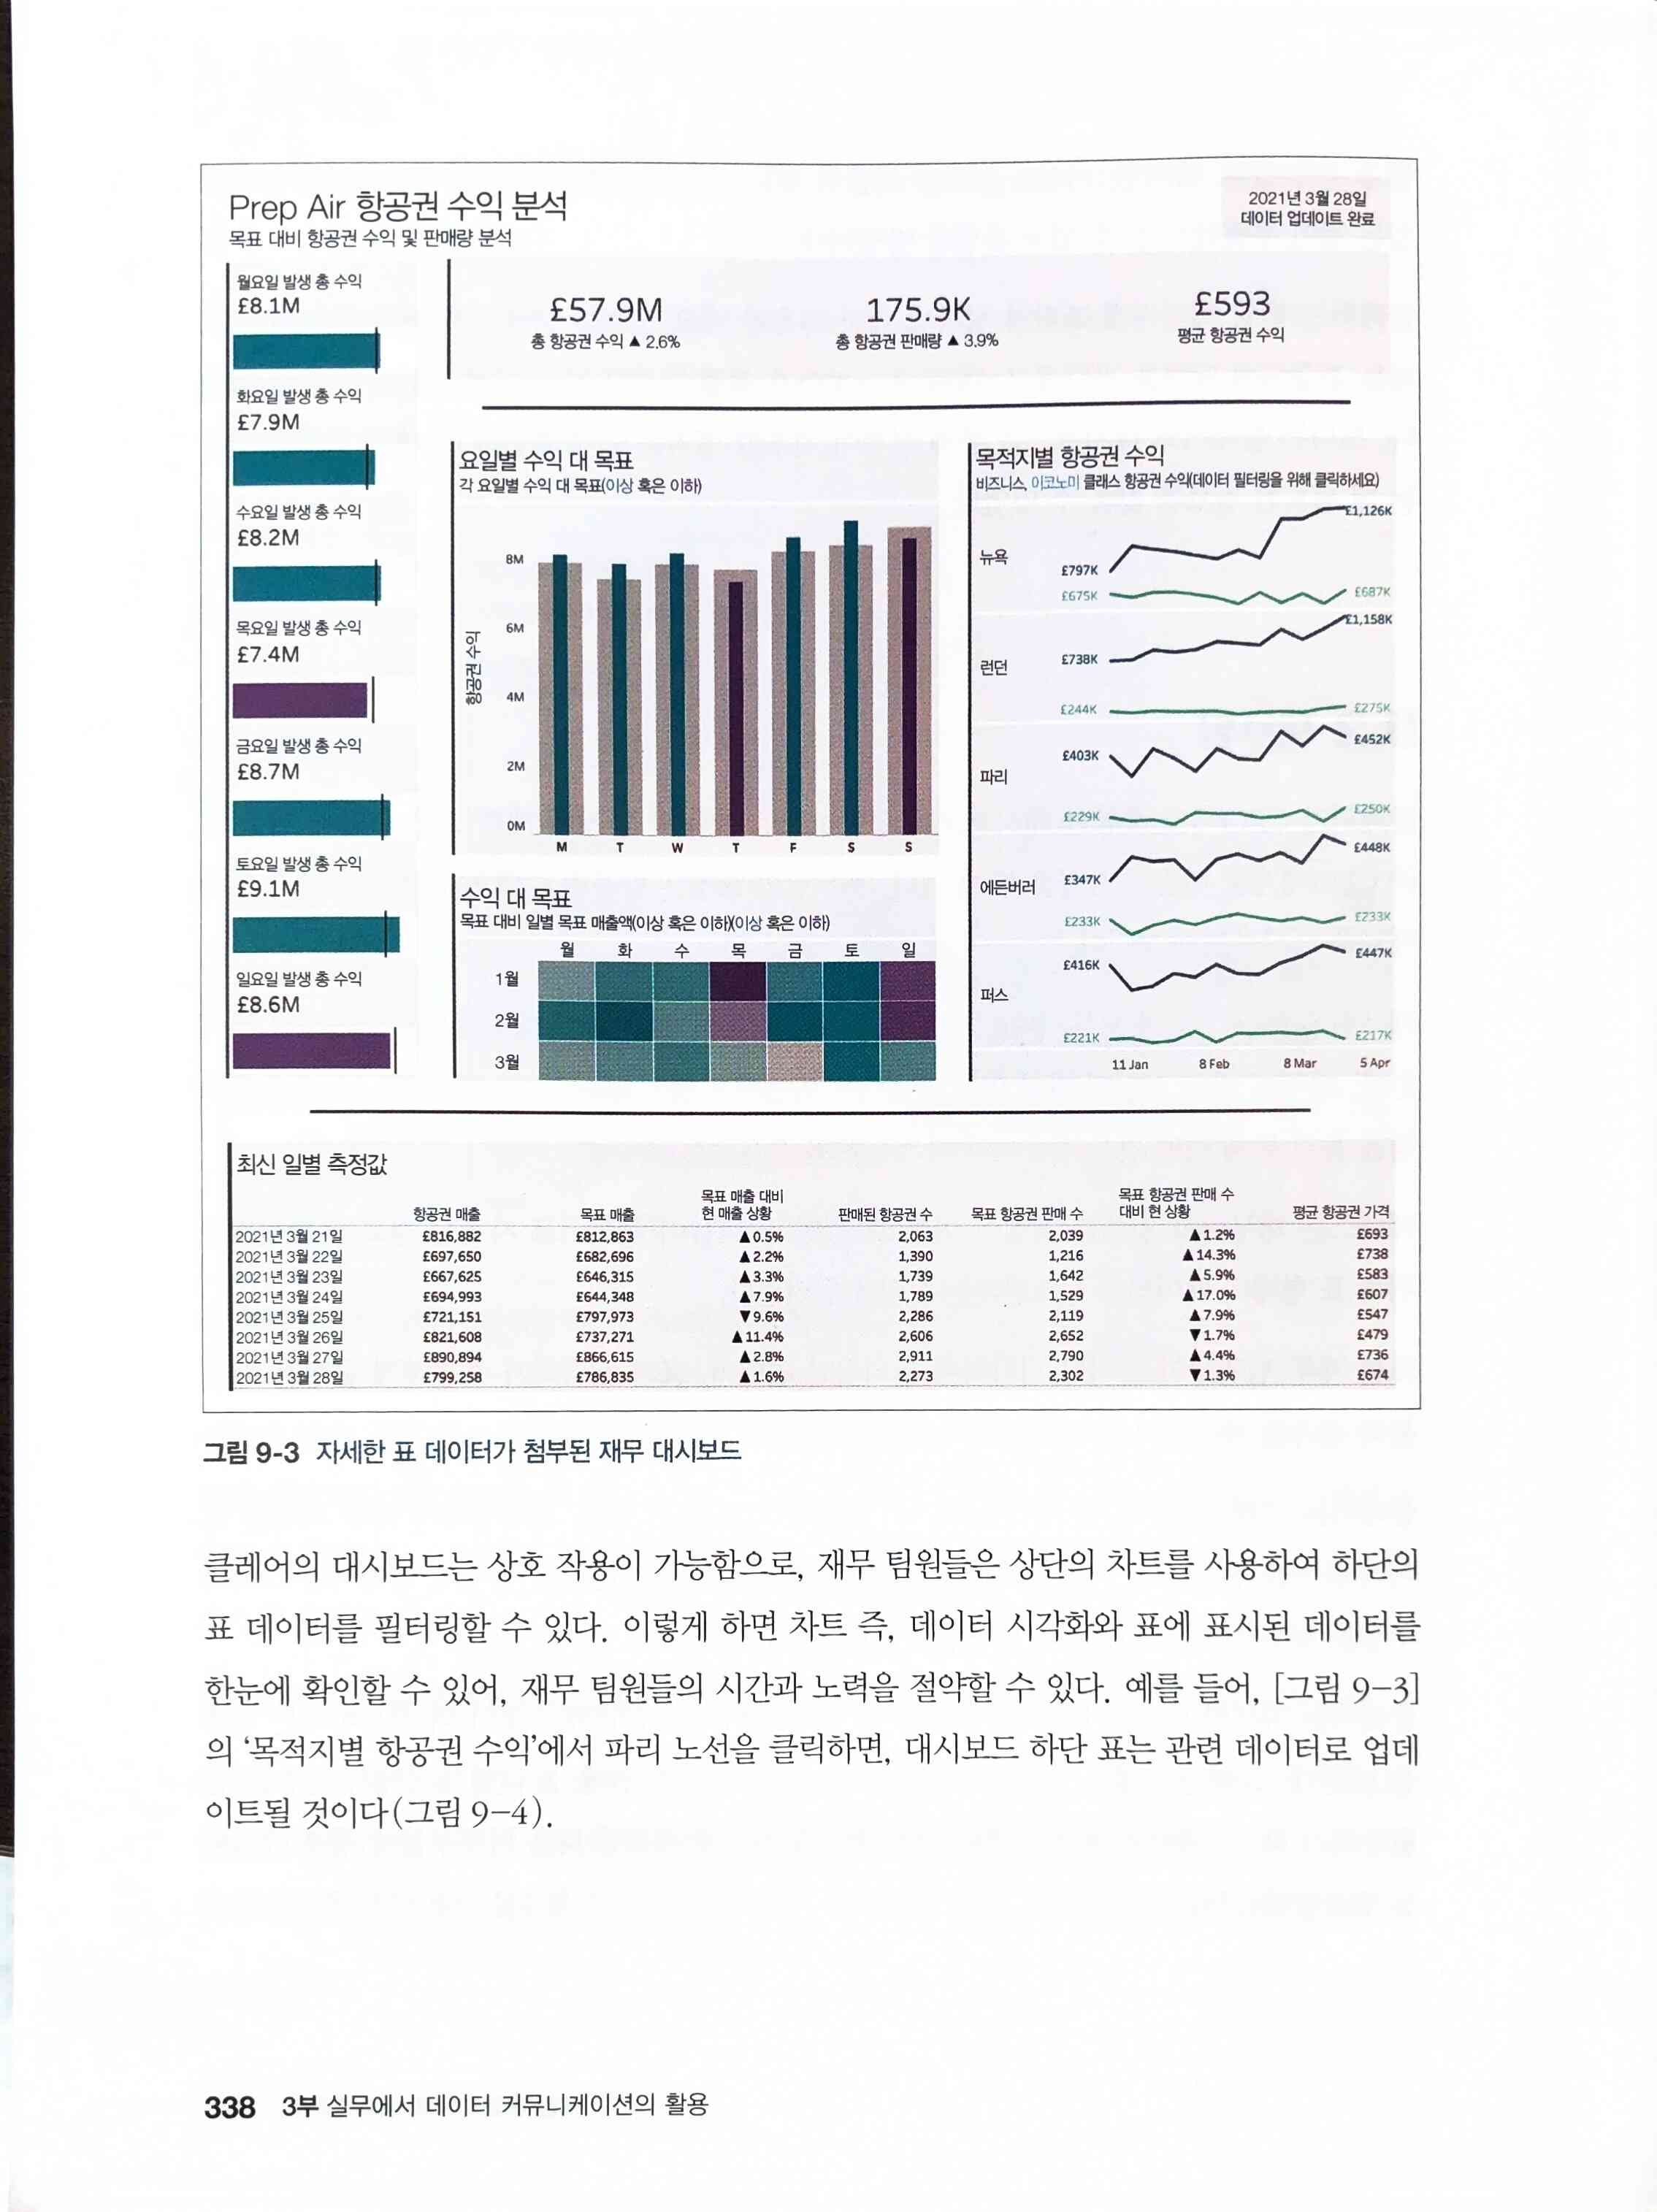 Prep Air 항공권 수익 분석
목표 대비 항공권 수익 및 판매량 분석
2021년 3월 28일
데이터 업데이트 완료
월요일 발생 총 수익
£8.1M
화요일 발생 총 수익
£7.9M
수요일 발생 총 수익
£8.2M
목요일 발생 총 수익
£7.4M
금요일 발생 총 수익
£8.7M
토요일 발생 총 수익
£9.1M
일요일 발생 총 수익
£8.6M
£57.9M
총 항공권 수익 ▲ 2.6%
175.9K
총 항공권 판매량 ▲ 3.9%
£593
평균 항공권 수익
요일별 수익 대 목표
각 요일별 수익 대 목표(이상 혹은 이하)
항공권 수익
8M
6M
4M
2M
0M
M T W T F S S
수익 대 목표
목표 대비 일별 목표 매출액(이상 혹은 이하)(이상 혹은 이하)
월 화 수 목 금 토 일
1월
2월
3월
목적지별 항공권 수익
비즈니스, 이코노미 클래스 항공권 수익(데이터 필터링을 위해 클릭하세요)
뉴욕
£797K £1,126K
£675K £687K
런던
£738K £1,158K
£244K £275K
파리
£403K £452K
£229K £250K
에든버러
£347K £448K
£233K £233K
퍼스
£416K £447K
£221K £217K
11 Jan 8 Feb 8 Mar 5 Apr
최신 일별 측정값
항공권 매출 목표 매출 목표 매출 대비 현 매출 상황 판매된 항공권 수 목표 항공권 판매 수 목표 항공권 판매 수 대비 현 상황 평균 항공권 가격
2021년 3월 21일 £816,882 £812,863 ▲0.5% 2,063 2,039 ▲1.2% £693
2021년 3월 22일 £697,650 £682,696 ▲2.2% 1,390 1,216 ▲14.3% £738
2021년 3월 23일 £667,625 £646,315 ▲3.3% 1,739 1,642 ▲5.9% £583
2021년 3월 24일 £694,993 £644,348 ▲7.9% 1,789 1,529 ▲17.0% £607
2021년 3월 25일 £721,151 £797,973 ▼9.6% 2,286 2,119 ▲7.9% £547
2021년 3월 26일 £821,608 £737,271 ▲11.4% 2,606 2,652 ▼1.7% £479
2021년 3월 27일 £890,894 £866,615 ▲2.8% 2,911 2,790 ▲4.4% £736
2021년 3월 28일 £799,258 £786,835 ▲1.6% 2,273 2,302 ▼1.3% £674
그림 9-3 자세한 표 데이터가 첨부된 재무 대시보드
클레어의 대시보드는 상호 작용이 가능함으로, 재무 팀원들은 상단의 차트를 사용하여 하단의
표 데이터를 필터링할 수 있다. 이렇게 하면 차트 즉, 데이터 시각화와 표에 표시된 데이터를
한눈에 확인할 수 있어, 재무 팀원들의 시간과 노력을 절약할 수 있다. 예를 들어, [그림 9-3]
의 ‘목적지별 항공권 수익’에서 파리 노선을 클릭하면, 대시보드 하단 표는 관련 데이터로 업데
이트될 것이다(그림 9-4).
338 3부 실무에서 데이터 커뮤니케이션의 활용